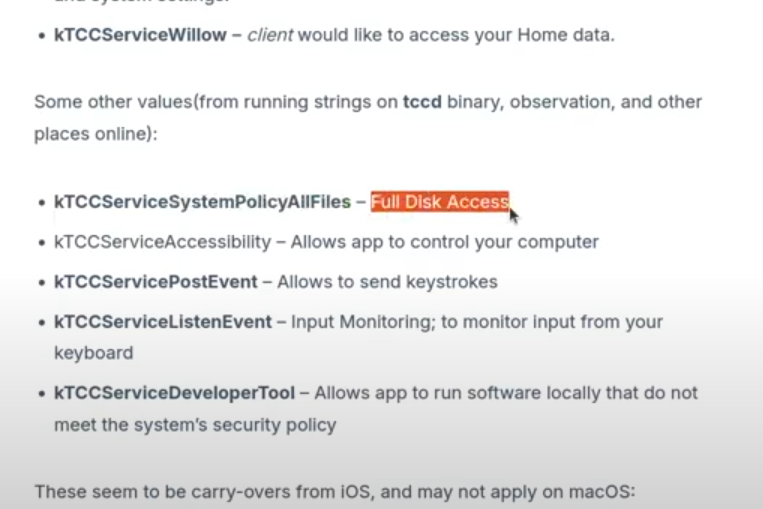 and system settings.
• kTCCServiceWillow – client would like to access your Home data.
Some other values(from running strings on tccd binary, observation, and other
places online):
• kTCCServiceSystemPolicyAllFiles – Full Disk Access
• kTCCServiceAccessibility – Allows app to control your computer
• kTCCServicePostEvent – Allows to send keystrokes
• kTCCServiceListenEvent – Input Monitoring; to monitor input from your
keyboard
• kTCCServiceDeveloperTool – Allows app to run software locally that do not
meet the system’s security policy
These seem to be carry-overs from iOS, and may not apply on macOS: